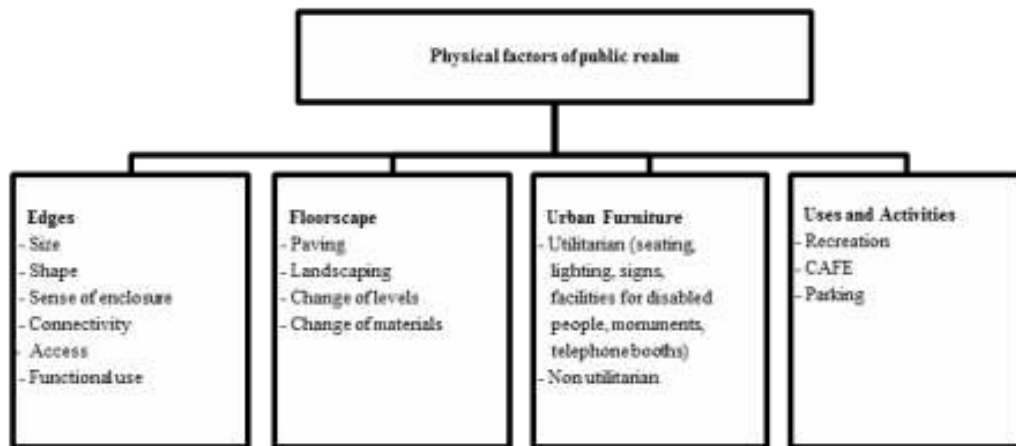 Physical factors of public realm
Edges
- Size
- Shape
- Sense of enclosure
- Connectivity
- Access
- Functional use
Floorscape
- Paving
- Landscaping
- Change of levels
- Change of materials
Urban Furniture
- Utilitarian (seating,
lighting, signs,
facilities for disabled
people, monuments,
telephone booths)
- Non utilitarian
Uses and Activities
- Recreation
- CAFE
- Parking